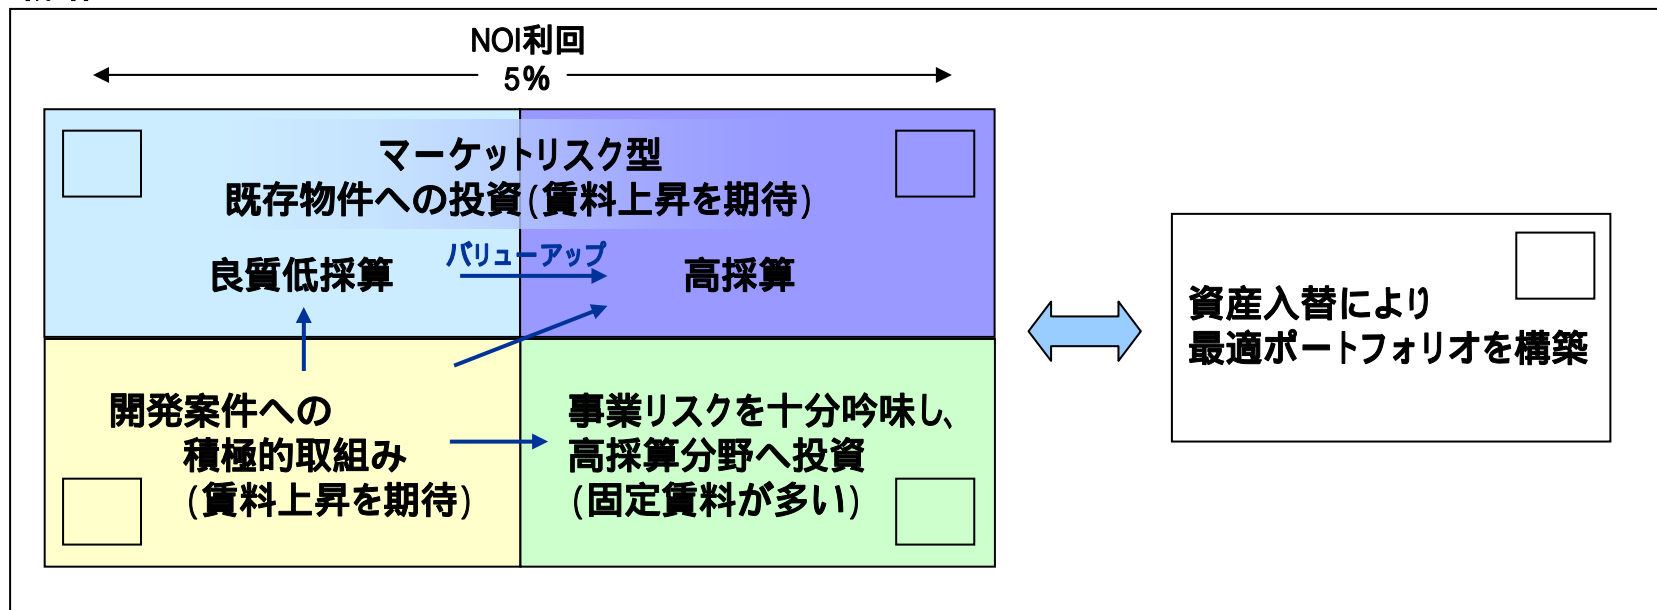 NOI利回
5%
マーケットリスク型
既存物件への投資(賃料上昇を期待)
バリューアップ
良質低採算
高採算
開発案件への
積極的取組み
(賃料上昇を期待)
事業リスクを十分吟味し、
高採算分野へ投資
(固定賃料が多い)
資産入替により
最適ポートフォリオを構築